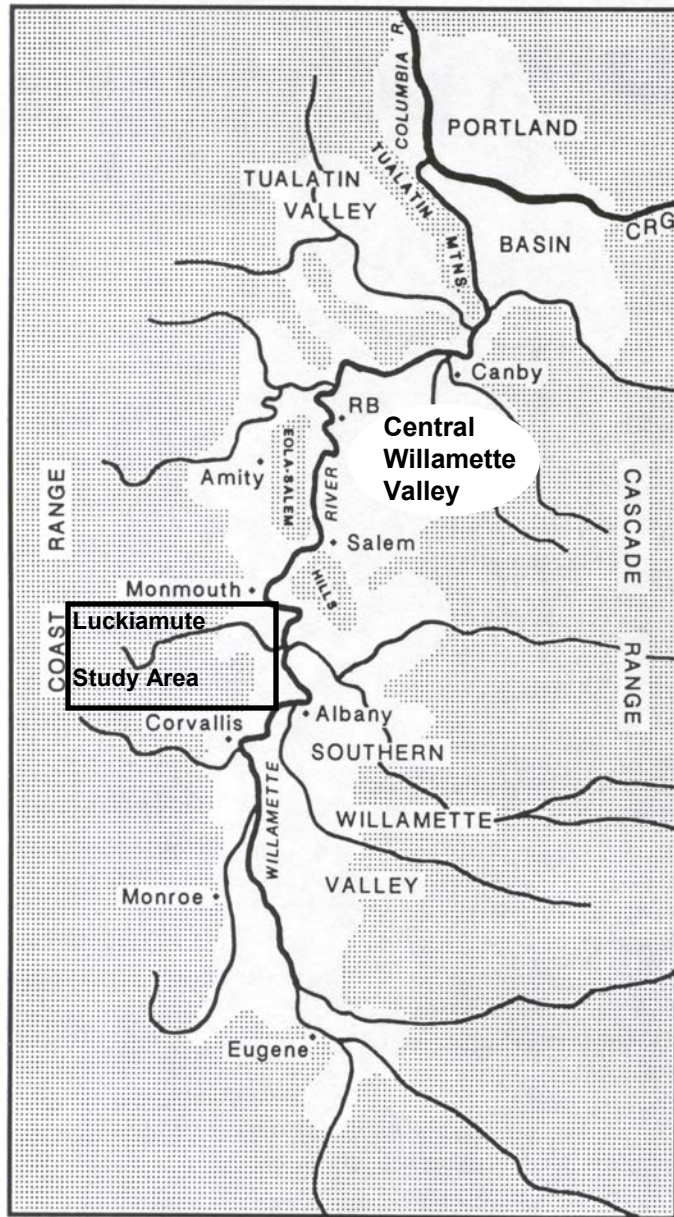 COLUMBIA R.
PORTLAND
TUALATIN
VALLEY
TUALATIN
MTNS.
BASIN
CRG
Canby
RB
Central
Willamette
Valley
EOLA-SALEM
RIVER
Amity
Salem
CASCADE
RANGE
COAST
RANGE
Monmouth
HILLS
Luckiamute
Study Area
Corvallis
Albany
SOUTHERN
WILLAMETTE
VALLEY
WILLAMETTE
Monroe
Eugene